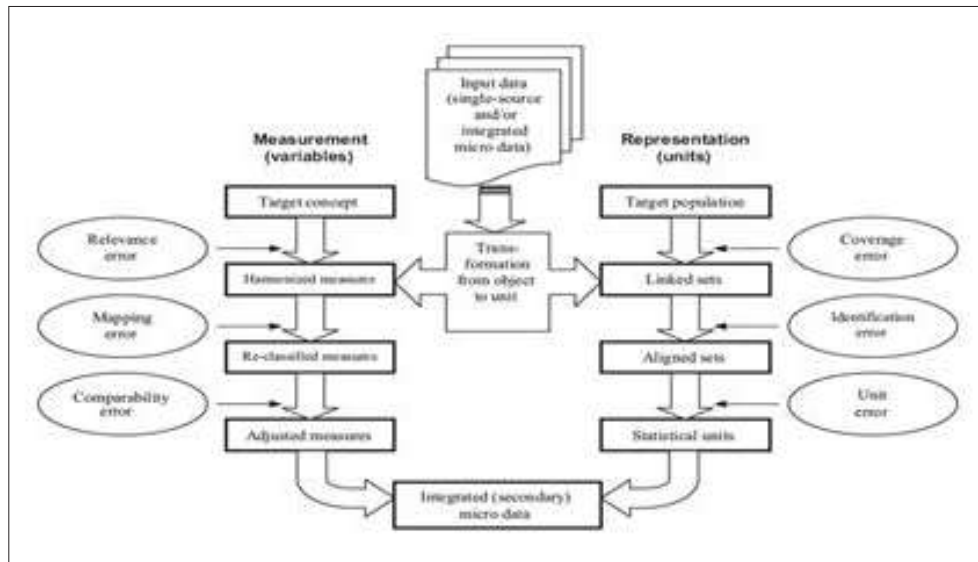 Input data
(single-source
and/or
integrated
micro data)
Measurement
(variables)
Representation
(units)
Target concept
Target population
Relevance
error
Trans-
formation
from object
to unit
Coverage
error
Harmonized measures
Linked sets
Mapping
error
Identification
error
Re-classified measures
Aligned sets
Comparability
error
Unit
error
Adjusted measures
Statistical units
Integrated (secondary)
micro data